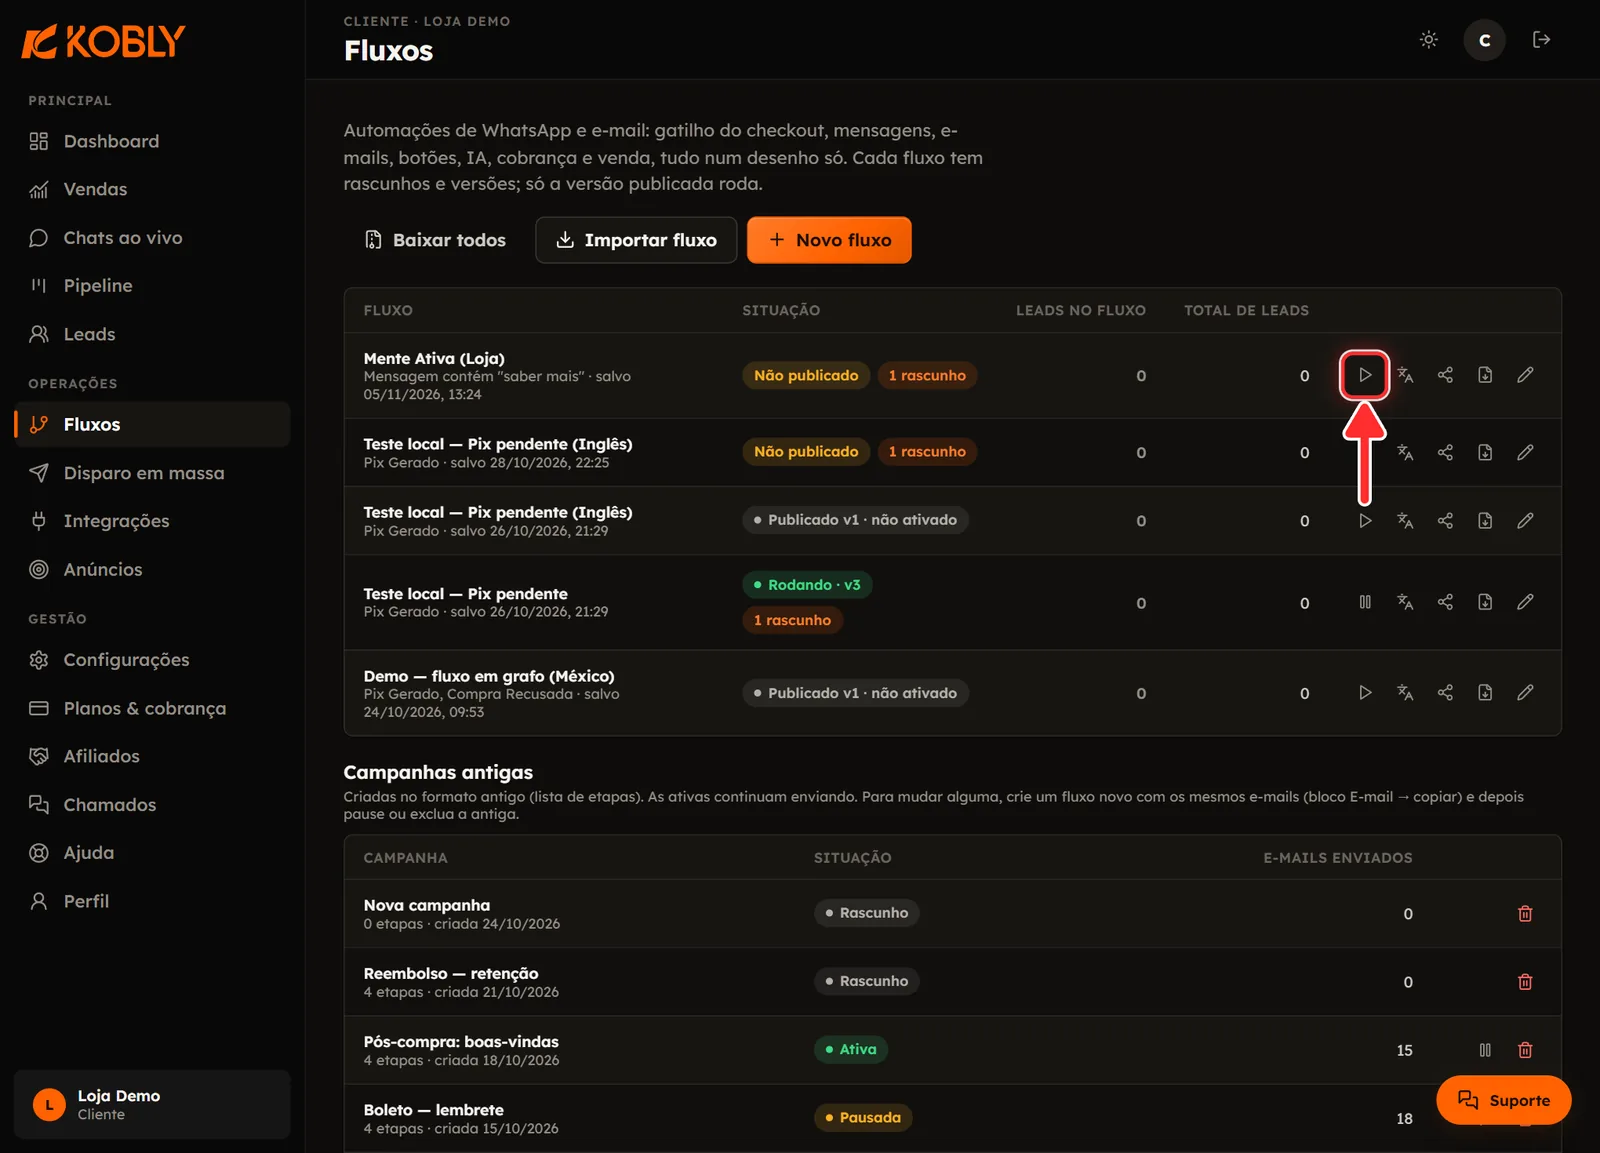 KOBLY
PRINCIPAL
Dashboard
Vendas
Chats ao vivo
Pipeline
Leads
OPERAÇÕES
Fluxos
Disparo em massa
Integrações
Anúncios
GESTÃO
Configurações
Planos & cobrança
Afiliados
Chamados
Ajuda
Perfil
L
Loja Demo
Cliente
CLIENTE · LOJA DEMO
Fluxos
C
Automações de WhatsApp e e-mail: gatilho do checkout, mensagens, e-
mails, botões, IA, cobrança e venda, tudo num desenho só. Cada fluxo tem
rascunhos e versões; só a versão publicada roda.
Baixar todos
Importar fluxo
+ Novo fluxo
FLUXO SITUAÇÃO LEADS NO FLUXO TOTAL DE LEADS
Mente Ativa (Loja)
Mensagem contém "saber mais" · salvo
05/11/2026, 13:24
Não publicado 1 rascunho 0 0
Teste local — Pix pendente (Inglês)
Pix Gerado · salvo 28/10/2026, 22:25
Não publicado 1 rascunho 0 0
Teste local — Pix pendente (Inglês)
Pix Gerado · salvo 26/10/2026, 21:29
Publicado v1 · não ativado 0 0
Teste local — Pix pendente
Pix Gerado · salvo 26/10/2026, 21:29
Rodando · v3
1 rascunho
0 0
Demo — fluxo em grafo (México)
Pix Gerado, Compra Recusada · salvo
24/10/2026, 09:53
Publicado v1 · não ativado 0 0
Campanhas antigas
Criadas no formato antigo (lista de etapas). As ativas continuam enviando. Para mudar alguma, crie um fluxo novo com os mesmos e-mails (bloco E-mail → copiar) e depois
pause ou exclua a antiga.
CAMPANHA SITUAÇÃO E-MAILS ENVIADOS
Nova campanha
0 etapas · criada 24/10/2026
Rascunho 0
Reembolso — retenção
4 etapas · criada 21/10/2026
Rascunho 0
Pós-compra: boas-vindas
4 etapas · criada 18/10/2026
Ativa 15
Boleto — lembrete
4 etapas · criada 15/10/2026
Pausada 18
Suporte